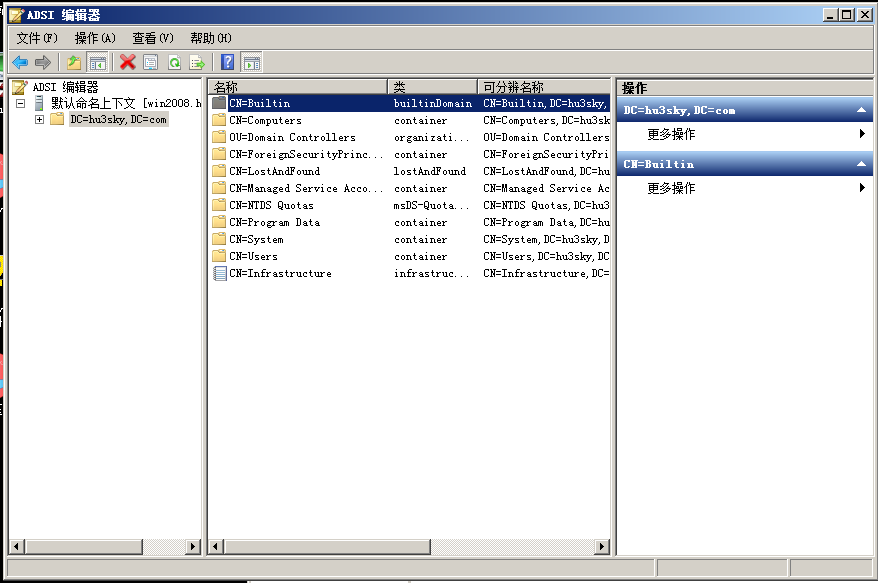 ADSI 编辑器
文件(F) 操作(A) 查看(V) 帮助(H)
ADSI 编辑器
默认命名上下文 [win2008.h
DC=hu3sky,DC=com
名称 类 可分辨名称
CN=Builtin builtinDomain CN=Builtin,DC=hu3sky,
CN=Computers container CN=Computers,DC=hu3sk
OU=Domain Controllers organizati... OU=Domain Controllers
CN=ForeignSecurityPrinc... container CN=ForeignSecurityPri
CN=LostAndFound lostAndFound CN=LostAndFound,DC=hu
CN=Managed Service Acco... container CN=Managed Service Ac
CN=NTDS Quotas msDS-Quota... CN=NTDS Quotas,DC=hu3
CN=Program Data container CN=Program Data,DC=hu
CN=System container CN=System,DC=hu3sky,D
CN=Users container CN=Users,DC=hu3sky,DC
CN=Infrastructure infrastruc... CN=Infrastructure,DC=
操作
DC=hu3sky,DC=com
更多操作
CN=Builtin
更多操作